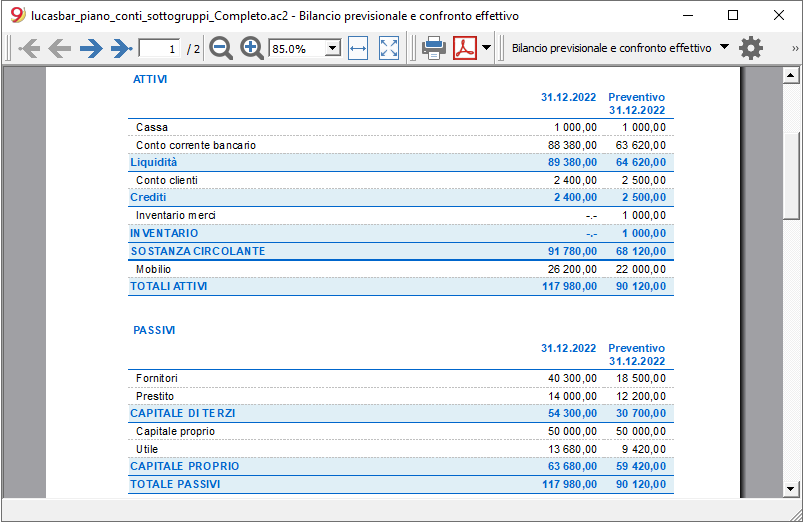 lucasbar_piano_conti_sottogruppi_Completo.ac2 - Bilancio previsionale e confronto effettivo
1 / 2 85.0% Bilancio previsionale e confronto effettivo »
ATTIVI
31.12.2022 Preventivo
31.12.2022
Cassa 1 000,00 1 000,00
Conto corrente bancario 88 380,00 63 620,00
Liquidità 89 380,00 64 620,00
Conto clienti 2 400,00 2 500,00
Crediti 2 400,00 2 500,00
Inventario merci -.- 1 000,00
INVENTARIO -.- 1 000,00
SOSTANZA CIRCOLANTE 91 780,00 68 120,00
Mobilio 26 200,00 22 000,00
TOTALI ATTIVI 117 980,00 90 120,00
PASSIVI
31.12.2022 Preventivo
31.12.2022
Fornitori 40 300,00 18 500,00
Prestito 14 000,00 12 200,00
CAPITALE DI TERZI 54 300,00 30 700,00
Capitale proprio 50 000,00 50 000,00
Utile 13 680,00 9 420,00
CAPITALE PROPRIO 63 680,00 59 420,00
TOTALE PASSIVI 117 980,00 90 120,00